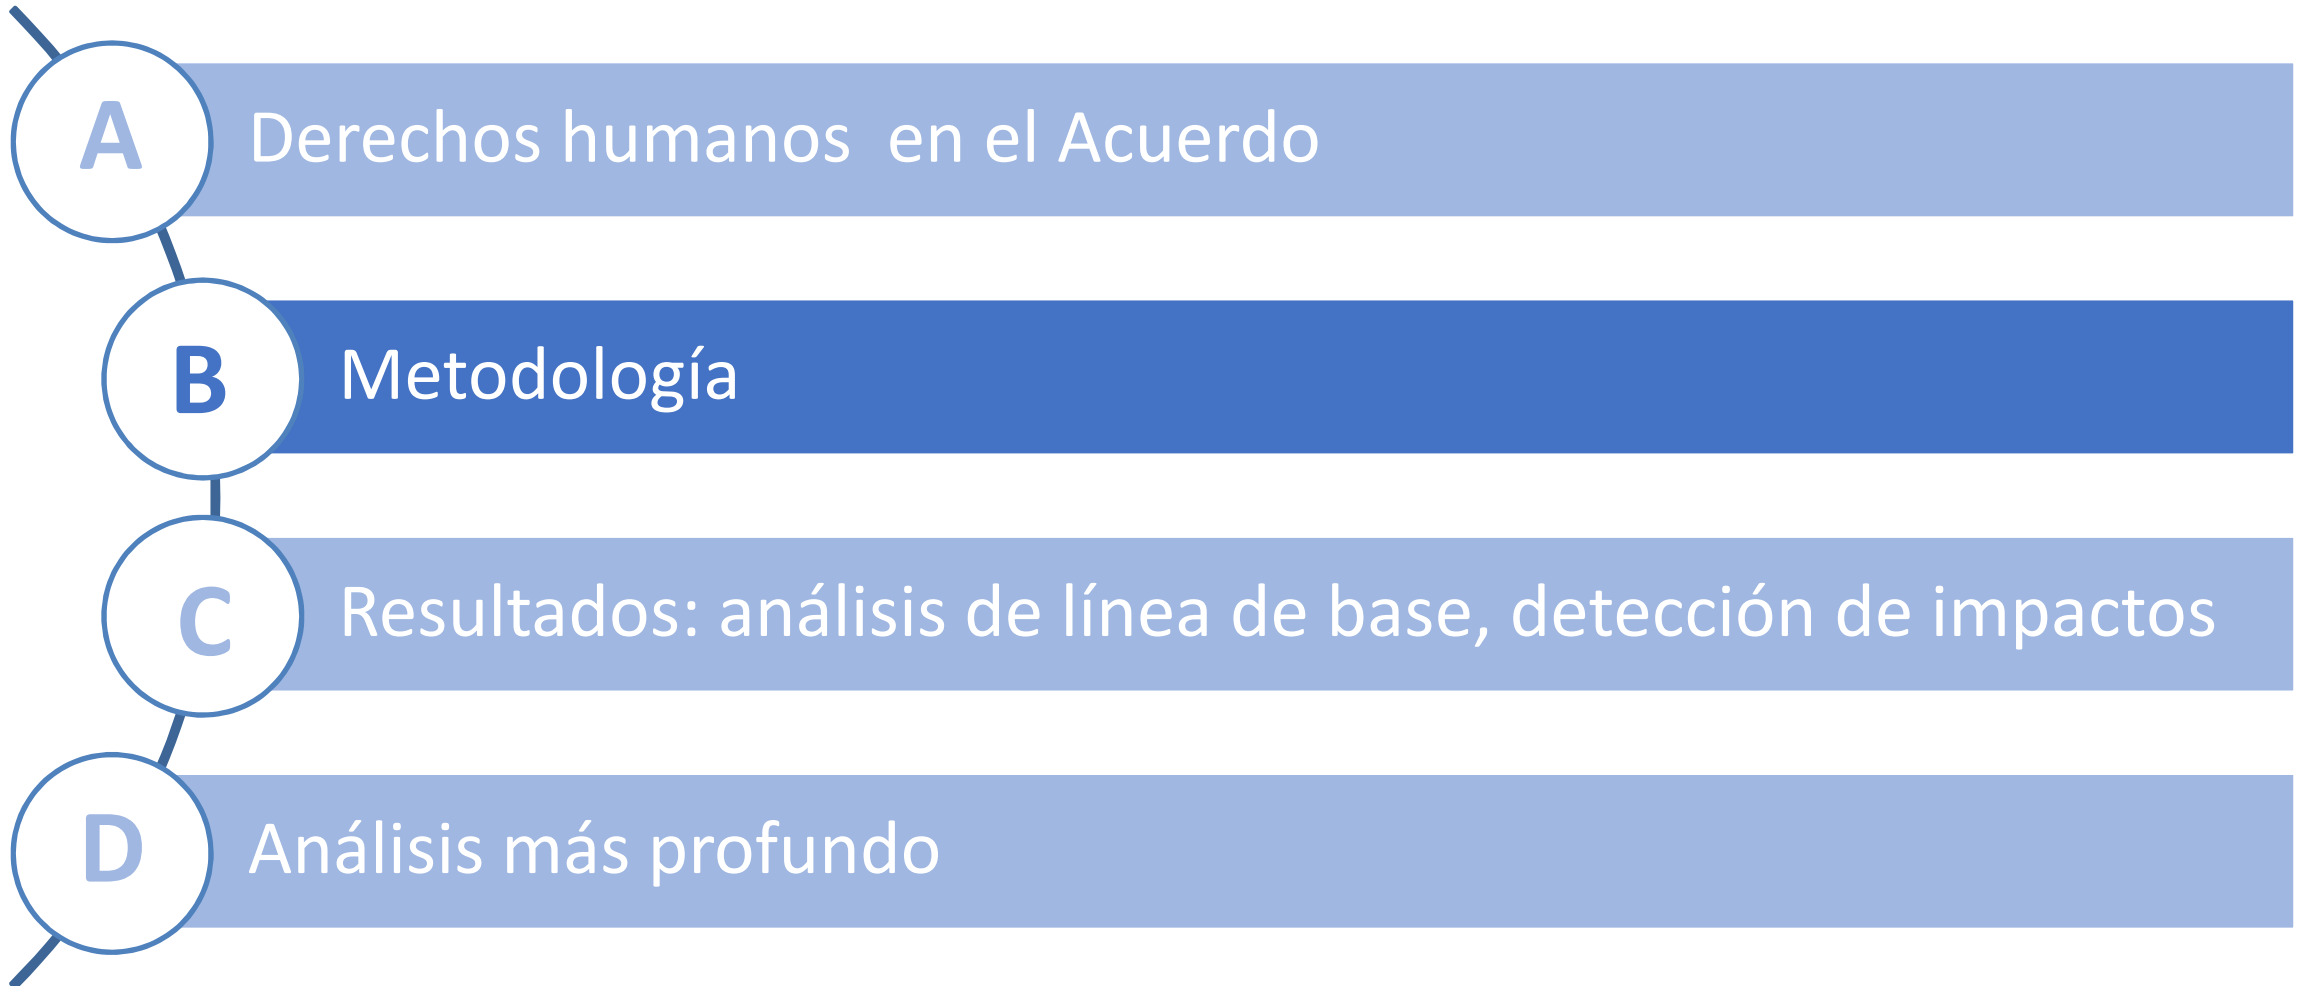 A
Derechos humanos  en el Acuerdo
B
Metodología
C
Resultados: análisis de línea de base, detección de impactos
D
Análisis más profundo